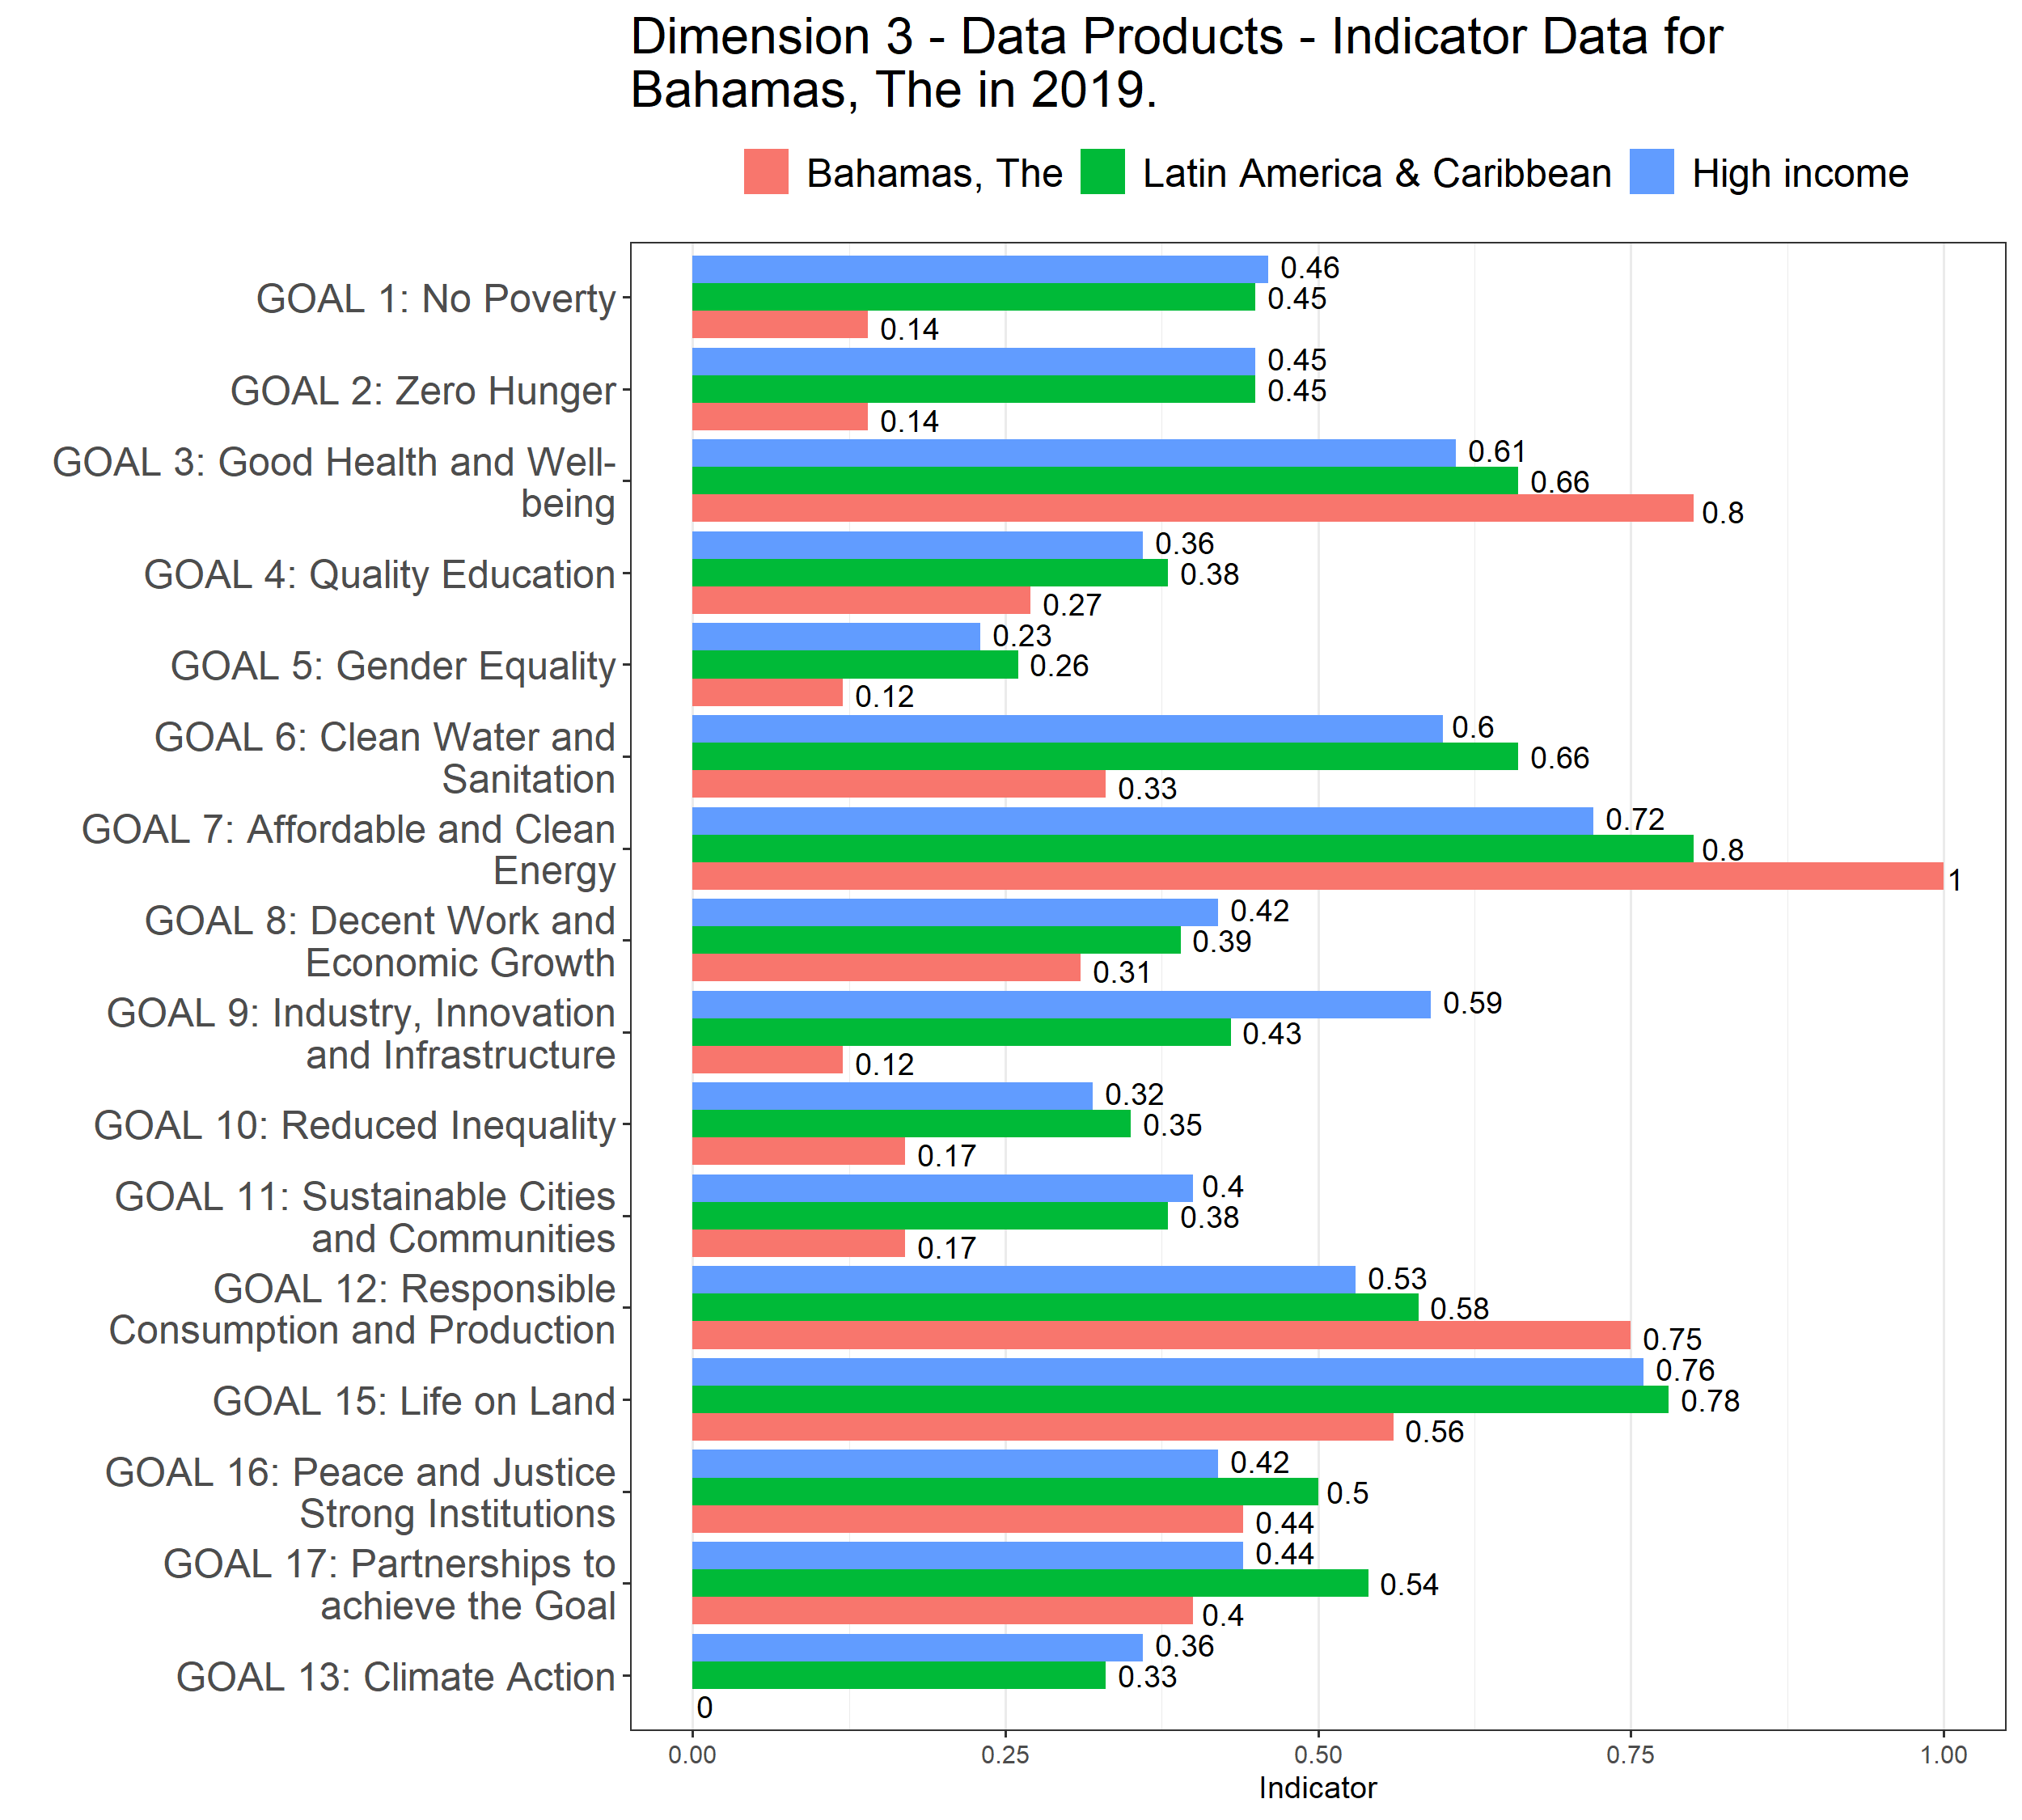 Dimension 3 - Data Products - Indicator Data for
Bahamas, The in 2019.
Bahamas, The
Latin America & Caribbean
High income
GOAL 1: No Poverty
0.46
0.45
0.14
GOAL 2: Zero Hunger
0.45
0.45
0.14
GOAL 3: Good Health and Well-
being
0.61
0.66
0.8
GOAL 4: Quality Education
0.36
0.38
0.27
GOAL 5: Gender Equality
0.23
0.26
0.12
GOAL 6: Clean Water and
Sanitation
0.6
0.66
0.33
GOAL 7: Affordable and Clean
Energy
0.72
0.8
1
GOAL 8: Decent Work and
Economic Growth
0.42
0.39
0.31
GOAL 9: Industry, Innovation
and Infrastructure
0.59
0.43
0.12
GOAL 10: Reduced Inequality
0.32
0.35
0.17
GOAL 11: Sustainable Cities
and Communities
0.4
0.38
0.17
GOAL 12: Responsible
Consumption and Production
0.53
0.58
0.75
GOAL 15: Life on Land
0.76
0.78
0.56
GOAL 16: Peace and Justice
Strong Institutions
0.42
0.5
0.44
GOAL 17: Partnerships to
achieve the Goal
0.44
0.54
0.4
GOAL 13: Climate Action
0.36
0.33
0
0.00
0.25
0.50
0.75
1.00
Indicator